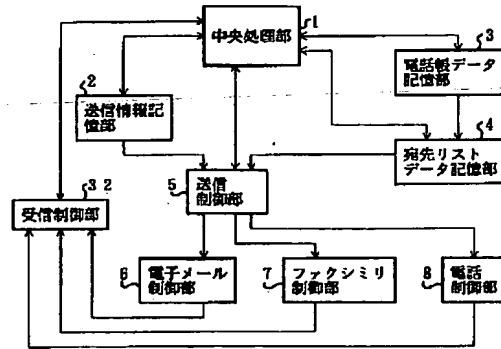 1
中央処理部
3
電話帳データ
記憶部
2
送信情報記
憶部
4
宛先リスト
データ記憶部
5
送信
制御部
32
受信制御部
6
電子メール
制御部
7
ファクシミリ
制御部
8
電話
制御部